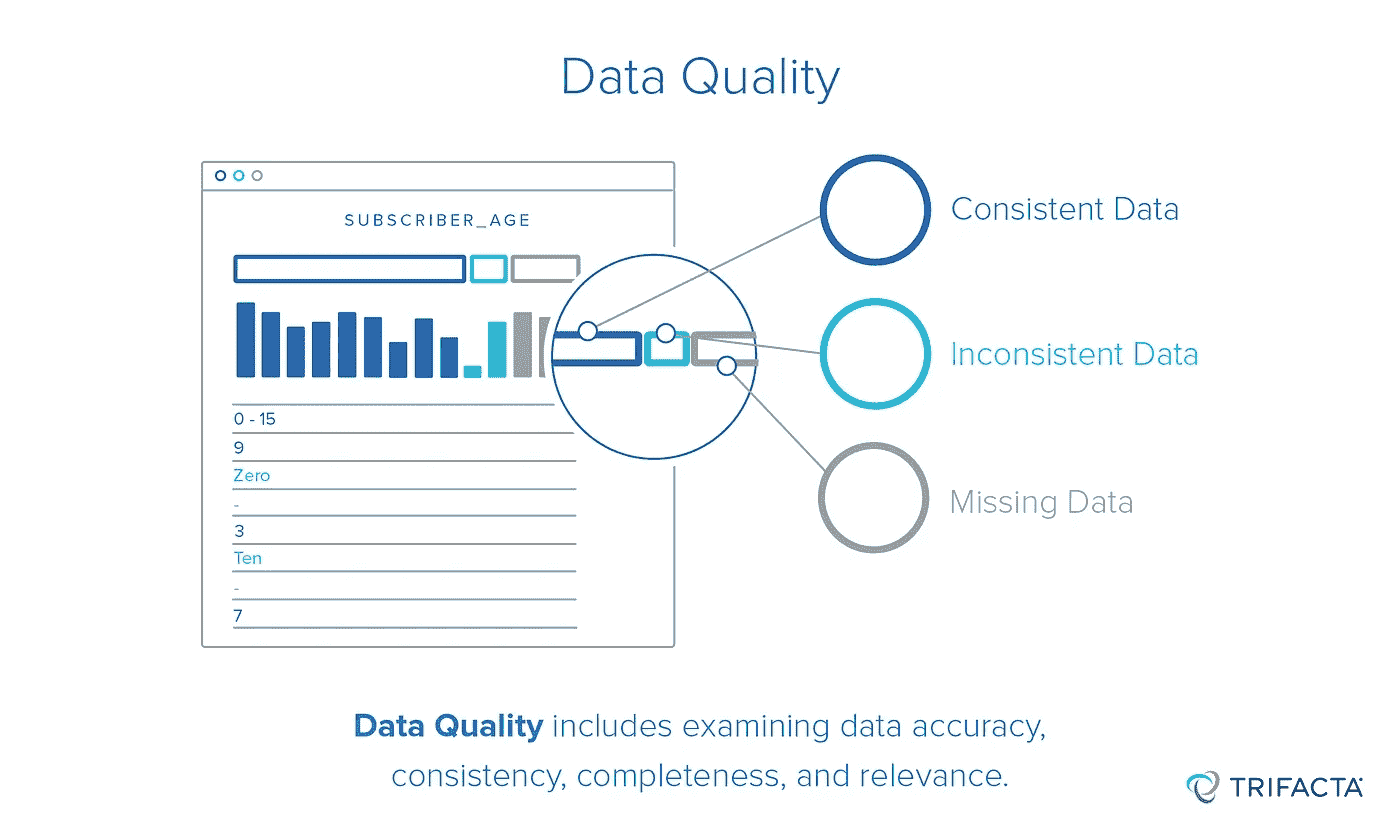 Data Quality
SUBSCRIBER_AGE
0 - 15
9
Zero
-
3
Ten
-
7
Consistent Data
Inconsistent Data
Missing Data
Data Quality includes examining data accuracy,
consistency, completeness, and relevance.
TRIFACTA